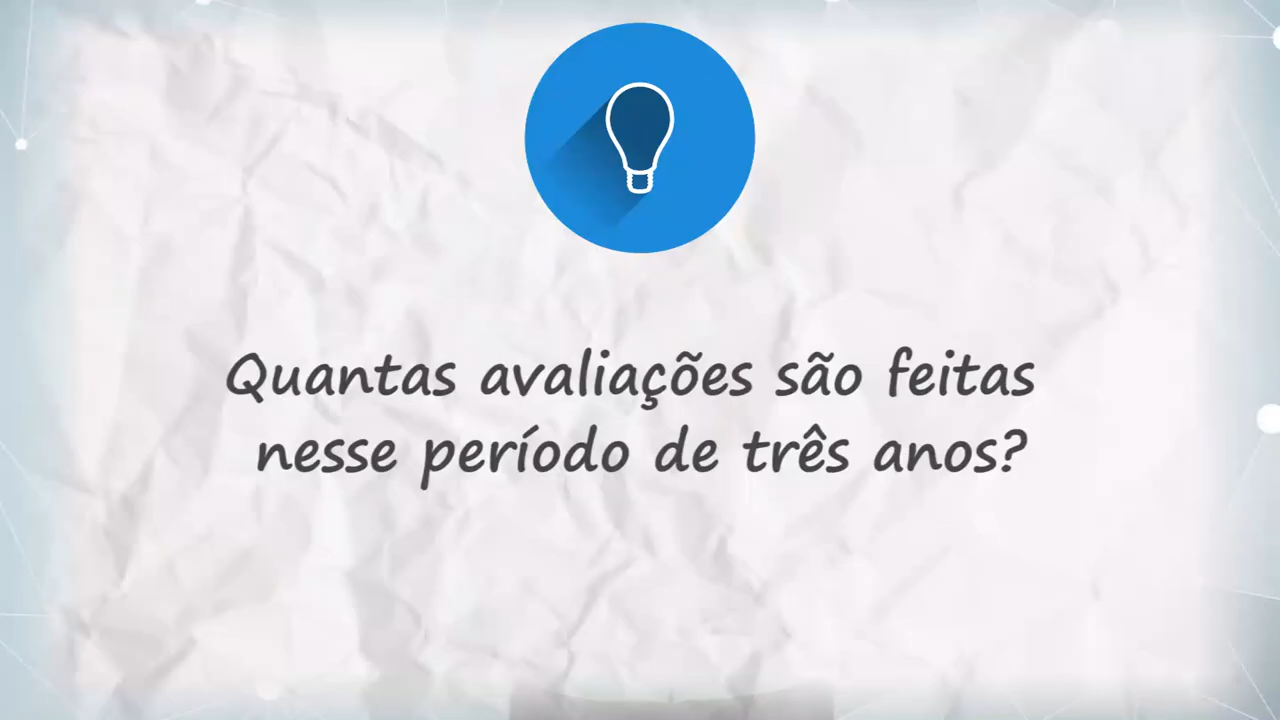 Quantas avaliações são feitas
nesse período de três anos?